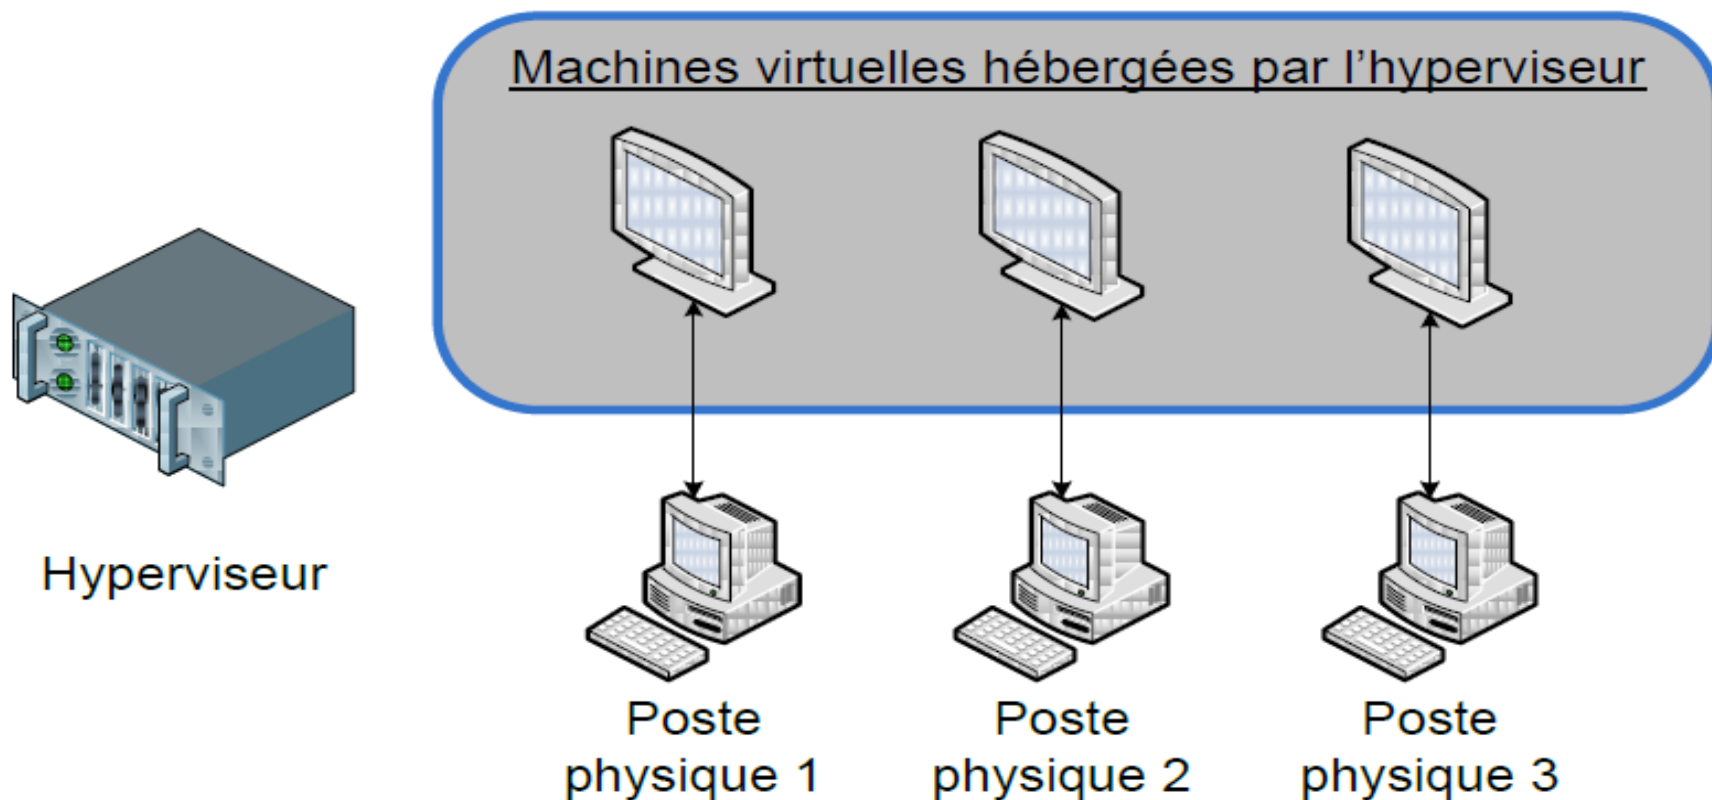 Machines virtuelles hébergées par l'hyperviseur
Hyperviseur
Poste
physique 1
Poste
physique 2
Poste
physique 3